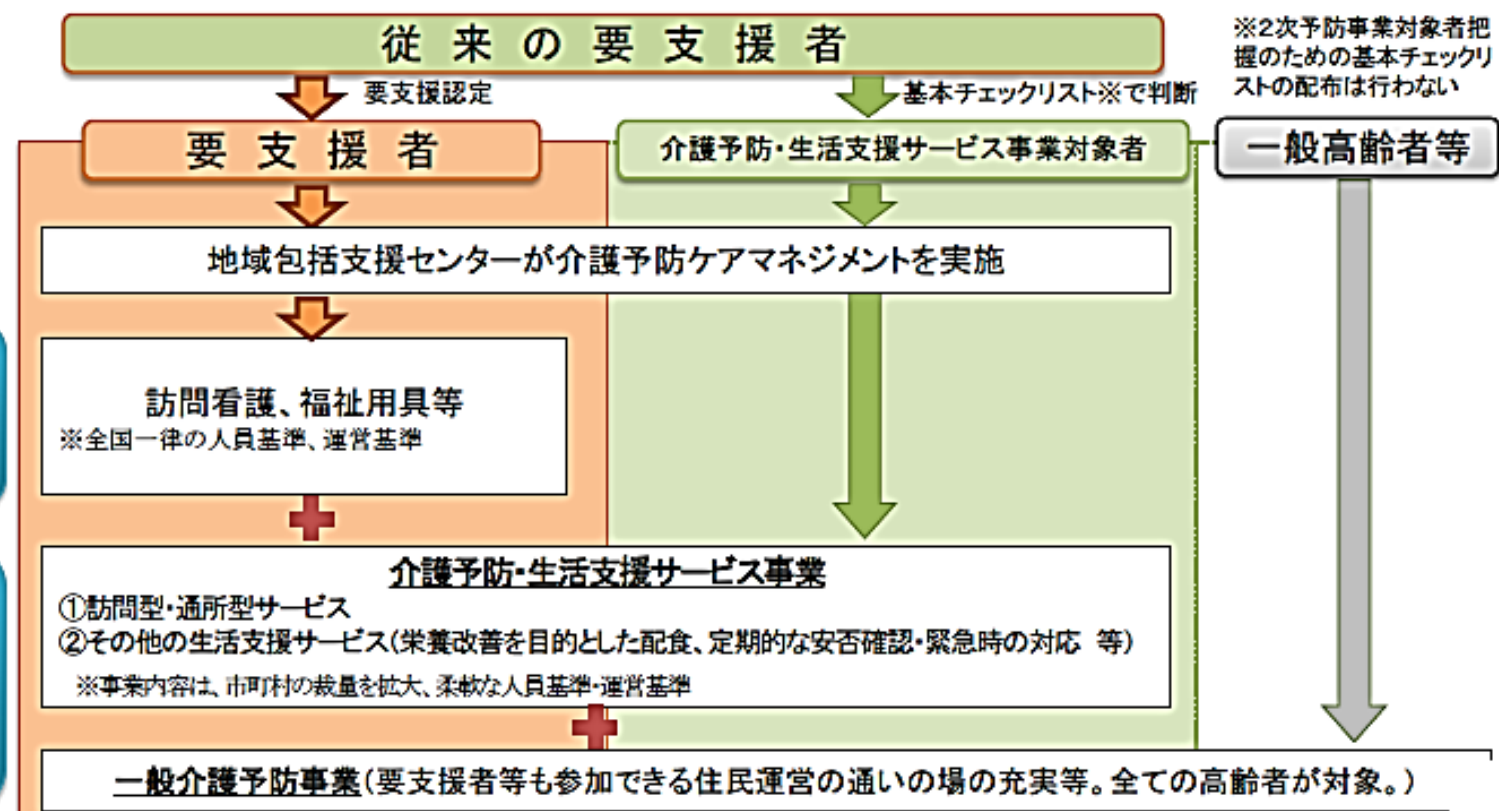 従来の要支援者
※2次予防事業対象者把
握のための基本チェックリ
ストの配布は行わない
要支援認定
基本チェックリスト※で判断
要支援者
介護予防・生活支援サービス事業対象者
一般高齢者等
地域包括支援センターが介護予防ケアマネジメントを実施
訪問看護、福祉用具等
※全国一律の人員基準、運営基準
介護予防・生活支援サービス事業
①訪問型・通所型サービス
②その他の生活支援サービス(栄養改善を目的とした配食、定期的な安否確認・緊急時の対応 等)
※事業内容は、市町村の裁量を拡大、柔軟な人員基準・運営基準
一般介護予防事業(要支援者等も参加できる住民運営の通いの場の充実等。全ての高齢者が対象。)